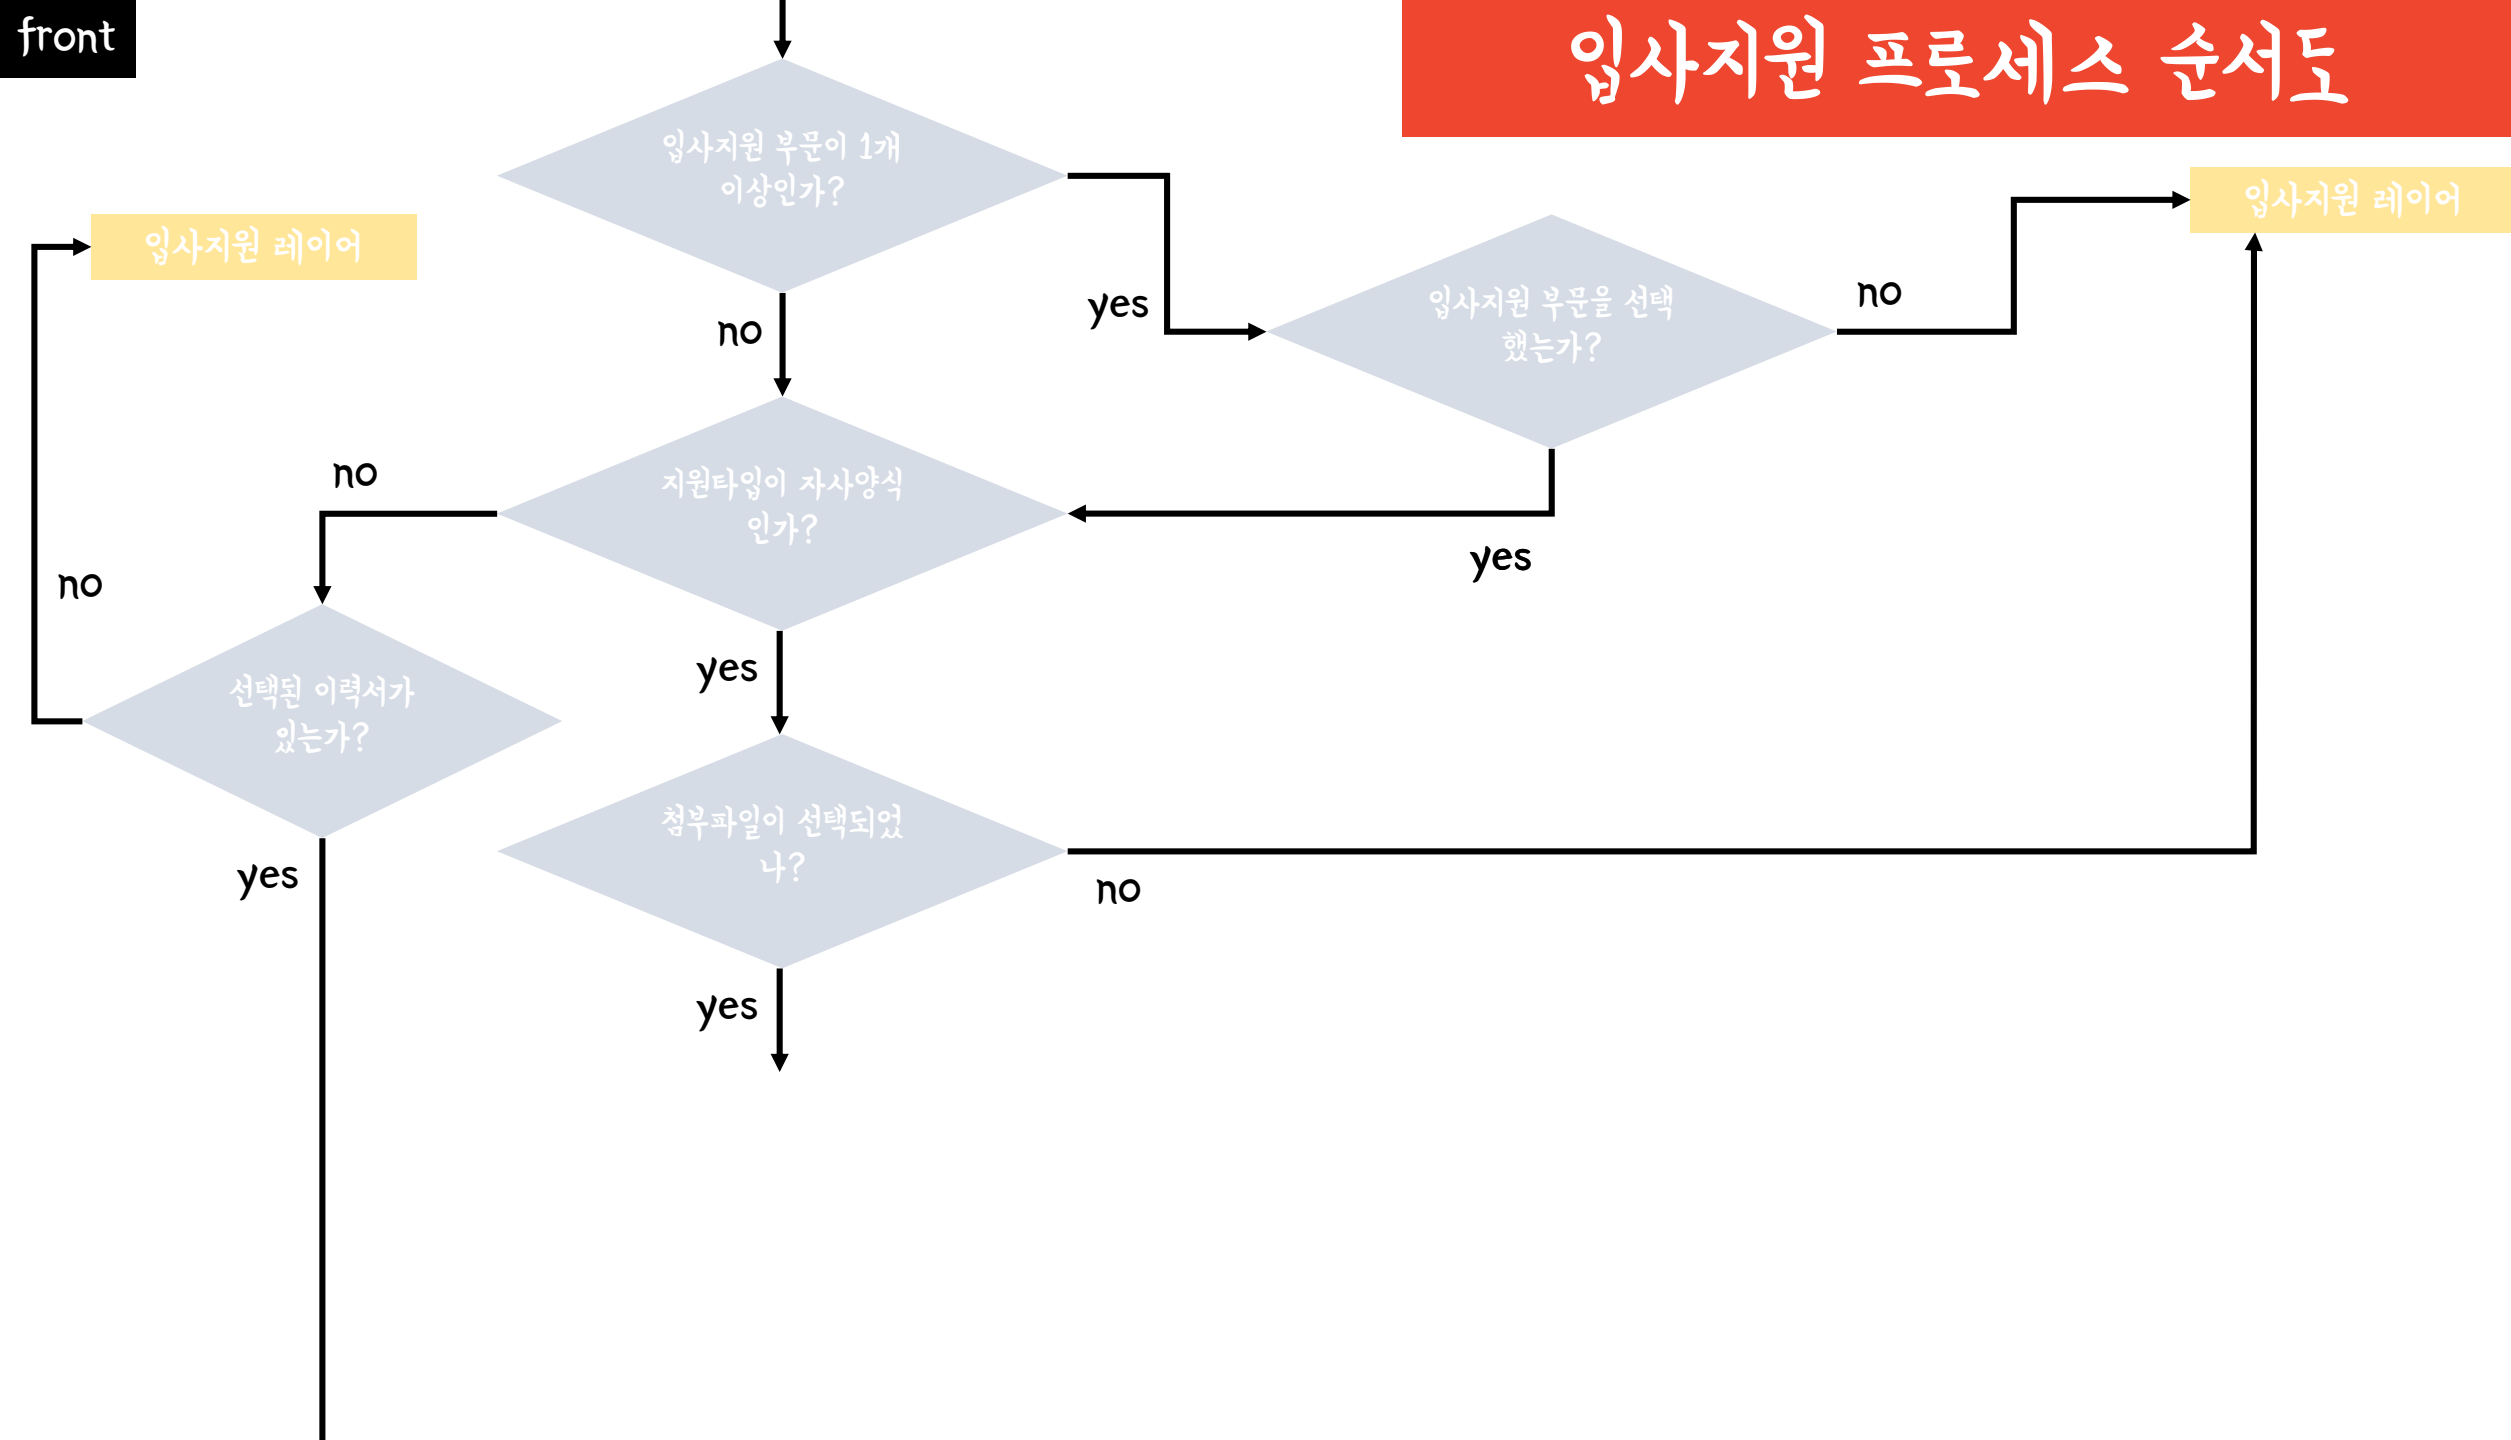 front
입사지원 프로세스 순서도
입사지원 부문이 1개
이상인가?
입사지원 레이어
입사지원 레이어
yes
no
입사지원 부문을 선택
했는가?
no
no
지원타입이 자사양식
인가?
yes
no
yes
선택된 이력서가
있는가?
첨부파일이 선택되었
나?
yes
no
yes